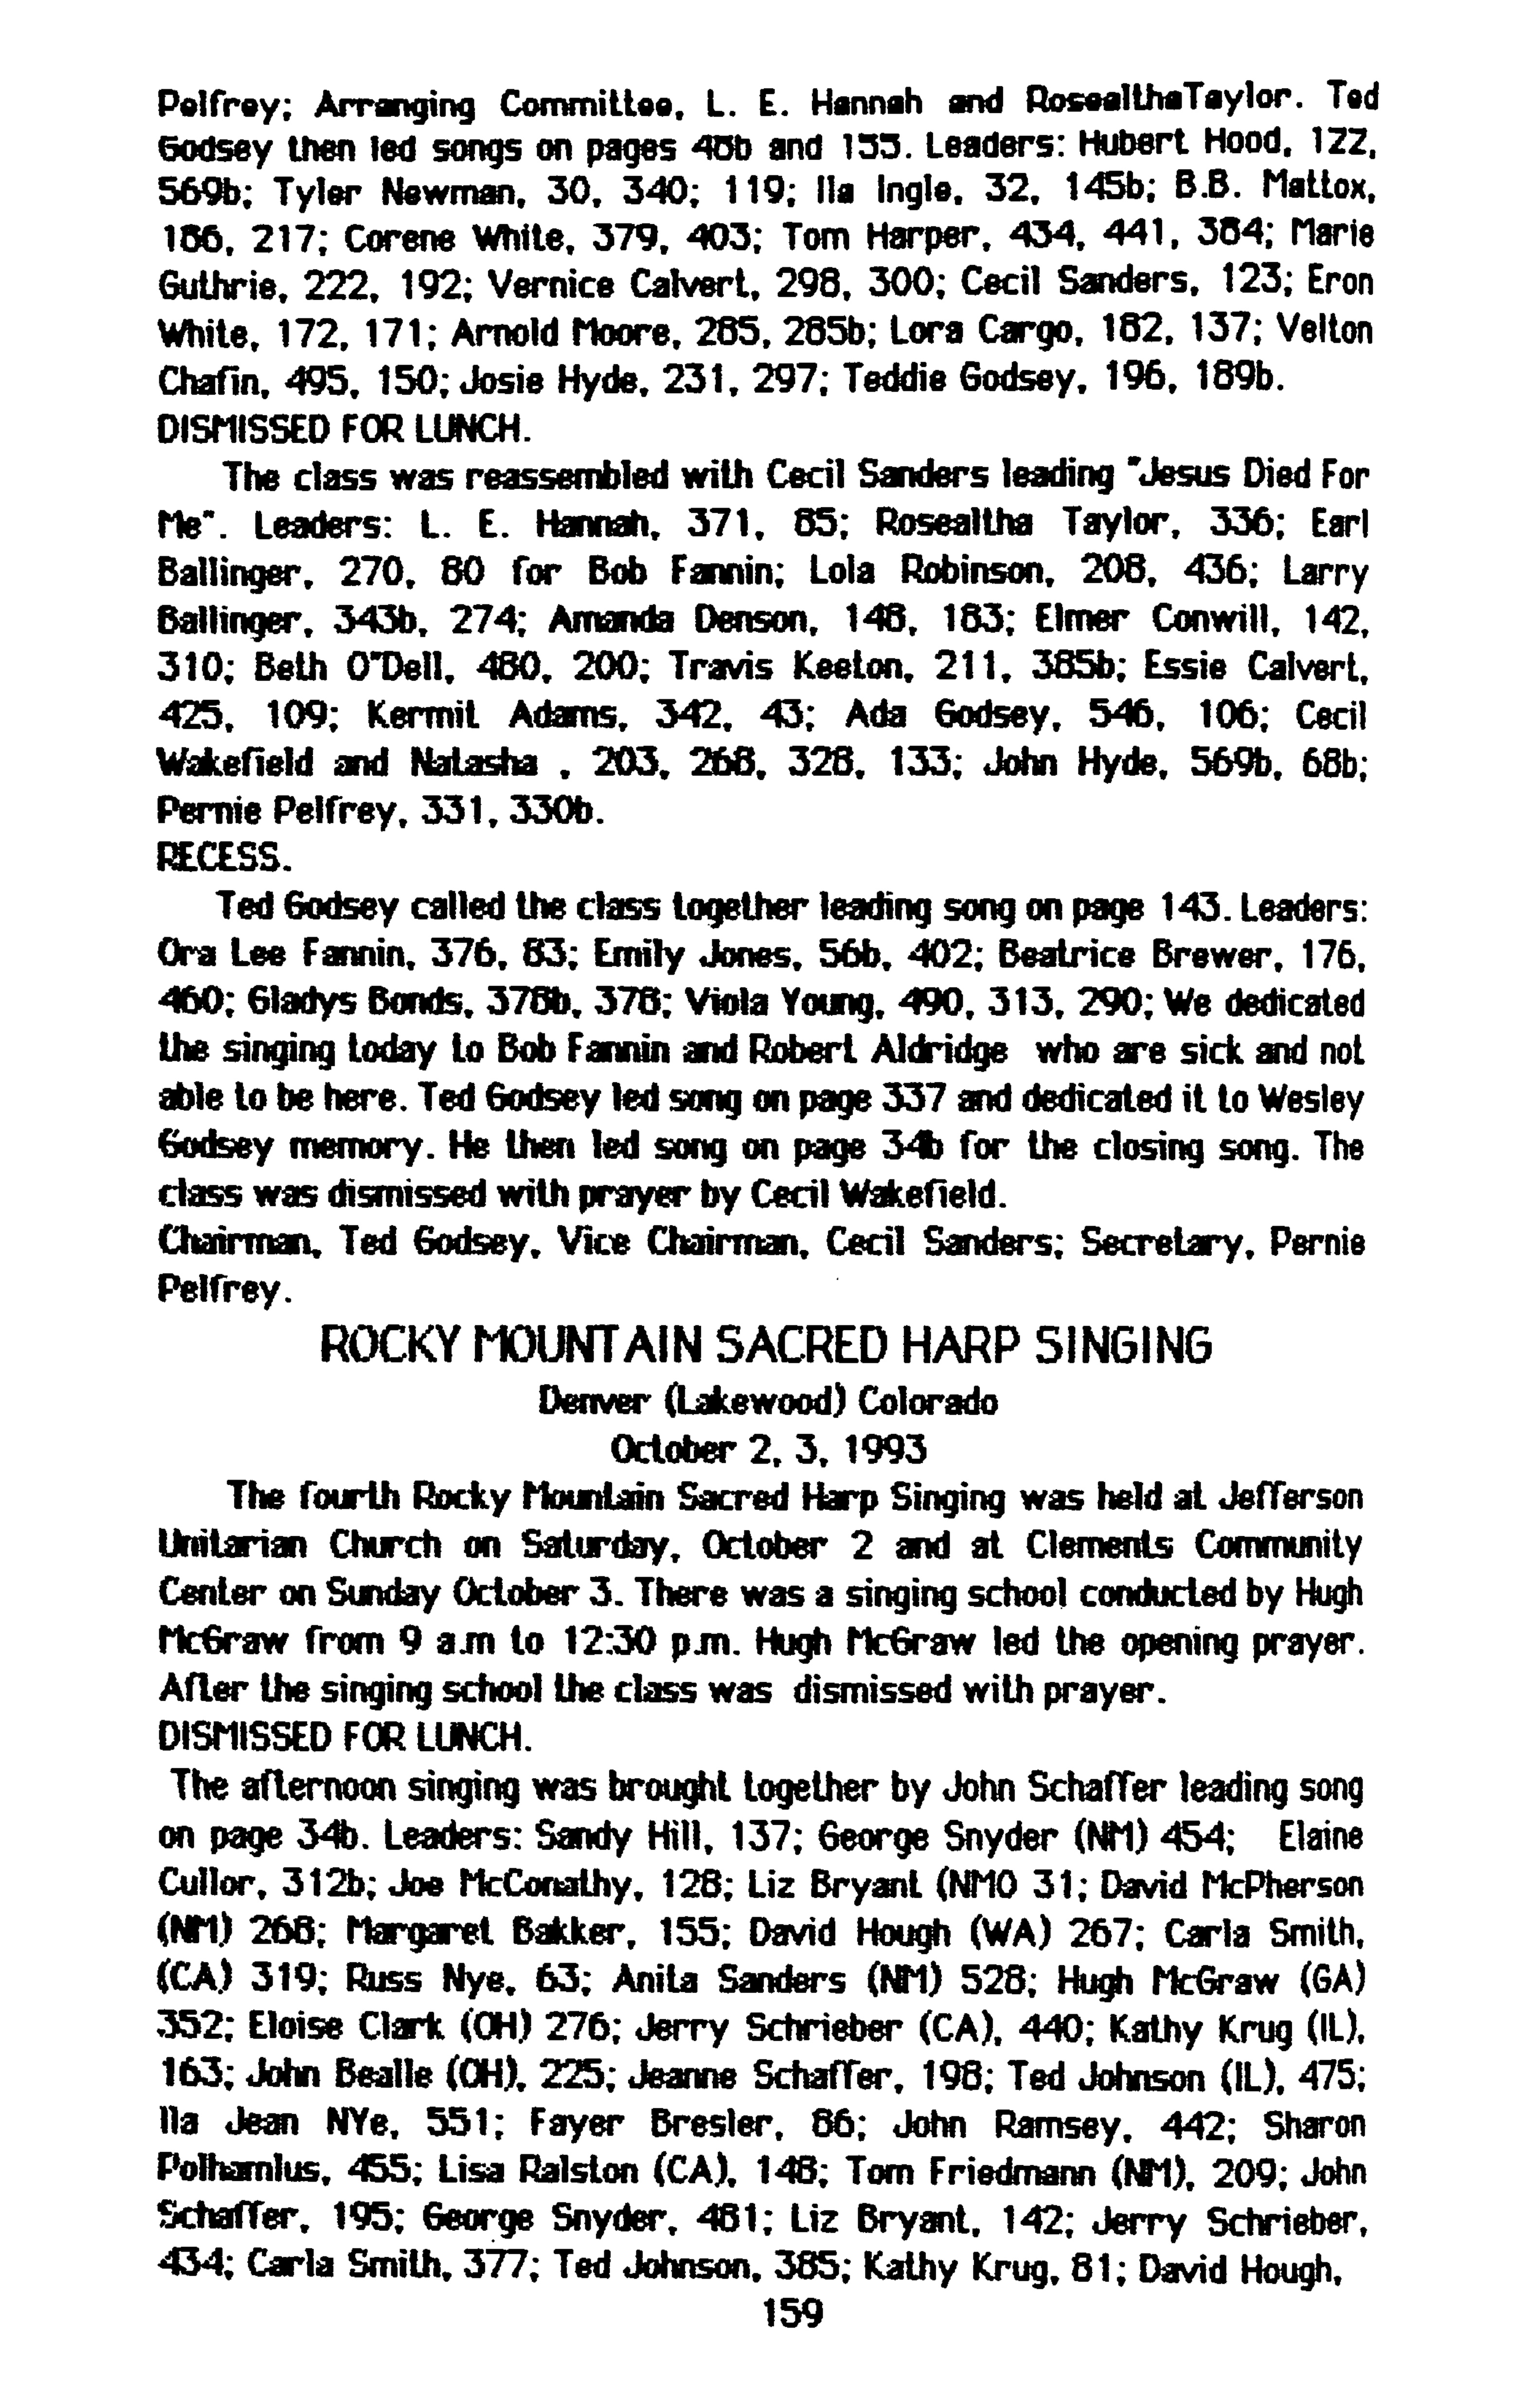 Pelfrey; Arranging Committee, L. E. Hannah and RosealthaTaylor. Ted
Godsey then led songs on pages 48b and 155. Leaders: Hubert Hood, 122,
569b; Tyler Newman, 30, 340; 119; Ila Ingle, 32, 145b; B.B. Mattox,
186, 217; Corene White, 379, 403; Tom Harper, 434, 441, 384; Marie
Guthrie, 222, 192; Vernice Calvert, 298, 300; Cecil Sanders, 123; Eron
White, 172, 171; Arnold Moore, 285, 285b; Lora Cargo, 182, 137; Velton
Chafin, 495, 150; Josie Hyde, 231, 297; Teddie Godsey, 196, 189b.
DISMISSED FOR LUNCH.
The class was reassembled with Cecil Sanders leading "Jesus Died For
Me". Leaders: L. E. Hannah, 371, 85; Rosealtha Taylor, 336; Earl
Ballinger, 270, 80 for Bob Fannin; Lola Robinson, 208, 436; Larry
Ballinger, 343b, 274; Amanda Denson, 148, 183; Elmer Conwill, 142,
310; Beth O"Dell, 480, 200; Travis Keeton, 211, 385b; Essie Calvert,
425, 109; Kermit Adams, 342, 43; Ada Godsey, 546, 106; Cecil
Wakefield and Natasha , 203, 268, 328, 133; John Hyde, 569b, 68b;
Pernie Pelfrey, 331, 330b.
RECESS.
Ted Godsey called the class together leading song on page 143. Leaders:
Ora Lee Fannin, 376, 83; Emily Jones, 56b, 402; Beatrice Brewer, 176,
460; Gladys Bonds, 378b, 378; Viola Young, 490, 313, 290; We dedicated
the singing today to Bob Fannin and Robert Aldridge who are sick and not
able to be here. Ted Godsey led song on page 337 and dedicated it to Wesley
Godsey memory. He then led song on page 34b for the closing song. The
class was dismissed with prayer by Cecil Wakefield.
Chairman, Ted Godsey, Vice Chairman, Cecil Sanders; Secretary, Pernie
Pelfrey.
ROCKY MOUNTAIN SACRED HARP SINGING
Denver (Lakewood) Colorado
October 2, 3, 1993
The fourth Rocky Mountain Sacred Harp Singing was held at Jefferson
Unitarian Church on Saturday, October 2 and at Clements Community
Center on Sunday October 3. There was a singing school conducted by Hugh
McGraw from 9 a.m to 12:30 p.m. Hugh McGraw led the opening prayer.
After the singing school the class was dismissed with prayer.
DISMISSED FOR LUNCH.
The afternoon singing was brought together by John Schaffer leading song
on page 34b. Leaders: Sandy Hill, 137; George Snyder (NM) 454; Elaine
Cullor, 312b; Joe McConathy, 128; Liz Bryant (NMO 31; David McPherson
(NM) 268; Margaret Bakker, 155; David Hough (WA) 267; Carla Smith,
(CA) 319; Russ Nye, 63; Anita Sanders (NM) 528; Hugh McGraw (GA)
352; Eloise Clark (OH) 276; Jerry Schrieber (CA), 440; Kathy Krug (IL),
163; John Bealle (OH), 225; Jeanne Schaffer, 198; Ted Johnson (IL), 475;
Ila Jean NYe, 551; Fayer Bresler, 86; John Ramsey, 442; Sharon
Polhamlus, 455; Lisa Ralston (CA), 148; Tom Friedmann (NM), 209; John
Schaffer, 195; George Snyder, 481; Liz Bryant, 142; Jerry Schrieber,
434; Carla Smith, 377; Ted Johnson, 385; Kathy Krug, 81; David Hough,
159